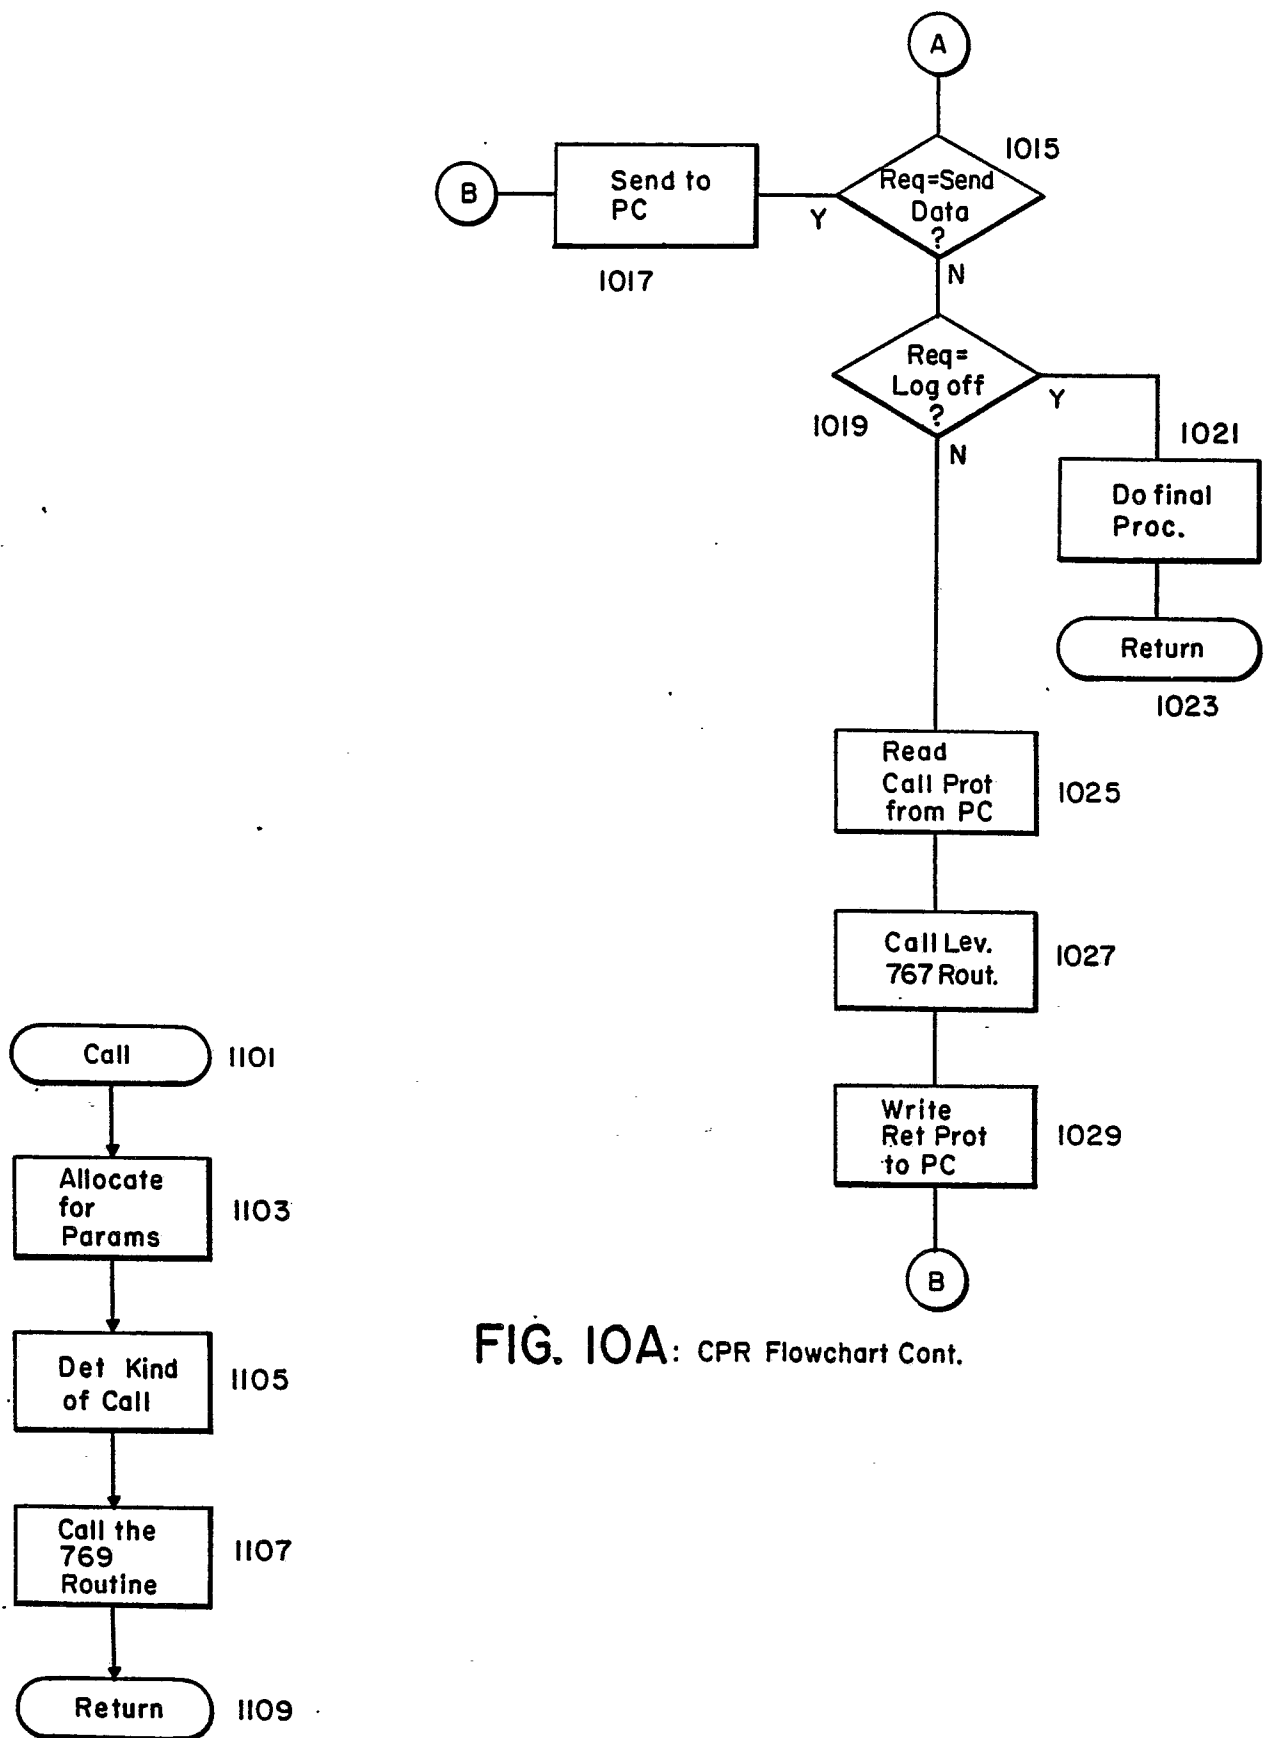 A
1015
Req=Send
Data
?
Y
N
Send to
PC
B
1017
Req=
Log off
?
1019
Y
N
1021
Do final
Proc.
Return
1023
Read
Call Prot
from PC
1025
Call Lev.
767 Rout.
1027
Write
Ret Prot
to PC
1029
B
FIG. 10A: CPR Flowchart Cont.
Call
1101
Allocate
for
Params
1103
Det Kind
of Call
1105
Call the
769
Routine
1107
Return
1109